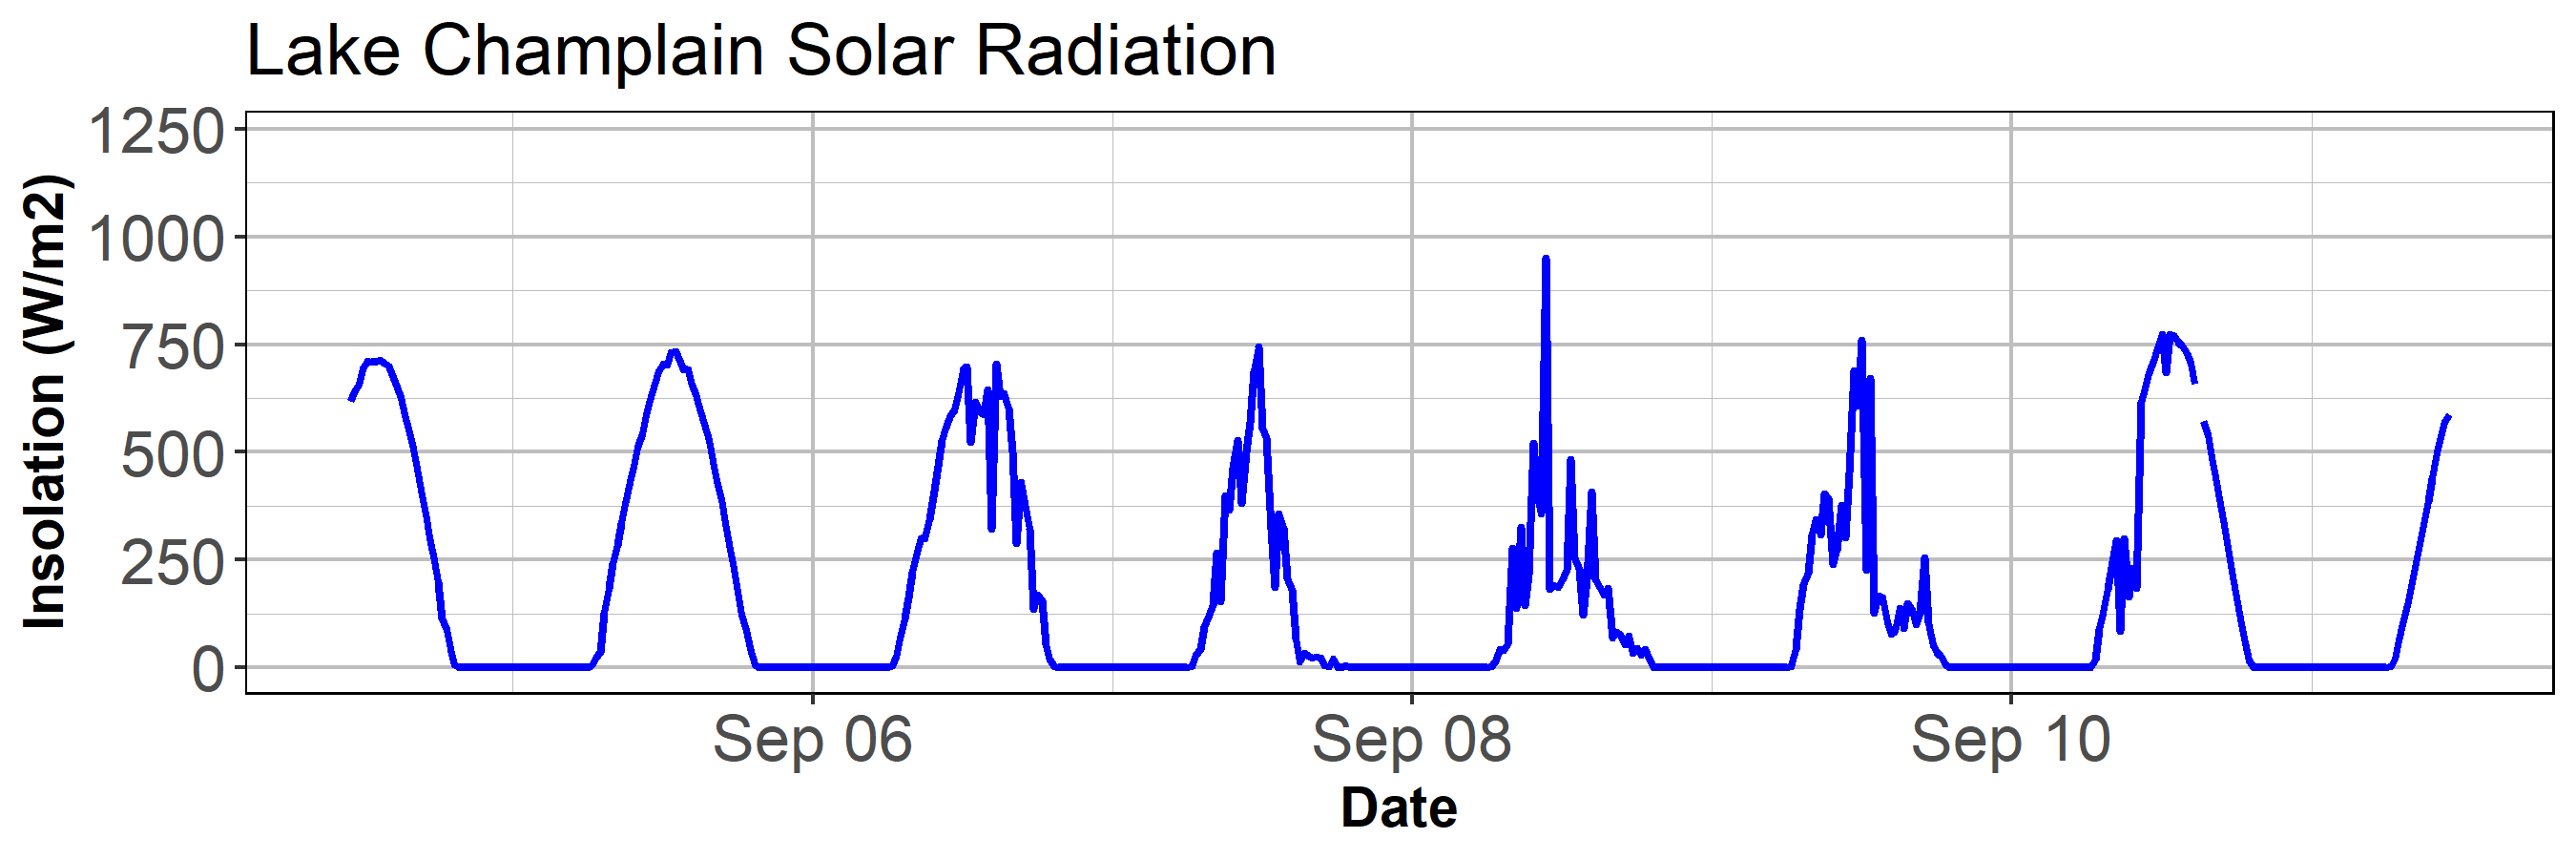 Lake Champlain Solar Radiation
Insolation (W/m2)
1250
1000
750
500
250
0
Sep 06 Sep 08 Sep 10
Date